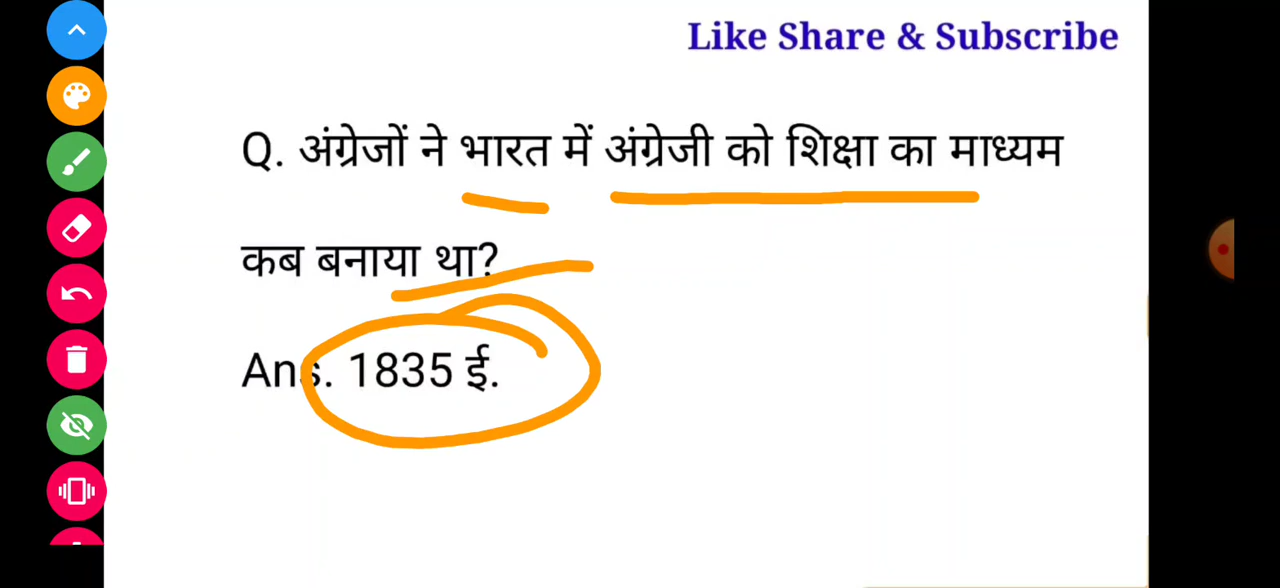 Like Share & Subscribe
Q. अंग्रेजों ने भारत में अंग्रेजी को शिक्षा का माध्यम
कब बनाया था?
Ans. 1835 ई.